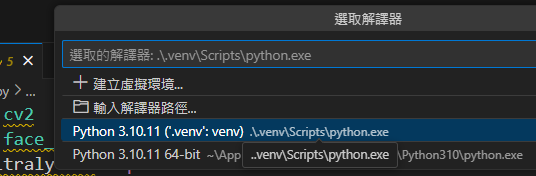 選取解譯器
選取的解譯器: .\.venv\Scripts\python.exe
5
建立虛擬環境...
輸入解譯器路徑...
Python 3.10.11 ('.venv': venv) .\.venv\Scripts\python.exe
Python 3.10.11 64-bit ~\App \Python310\python.exe
..venv\Scripts\python.exe
cv2
face_